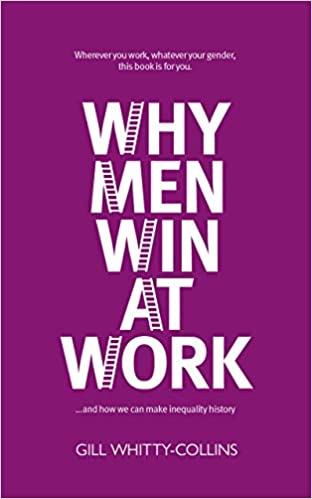 Wherever you work, whatever your gender,
this book is for you.
WHY
MEN
WIN
AT
WORK
...and how we can make inequality history
GILL WHITTY-COLLINS